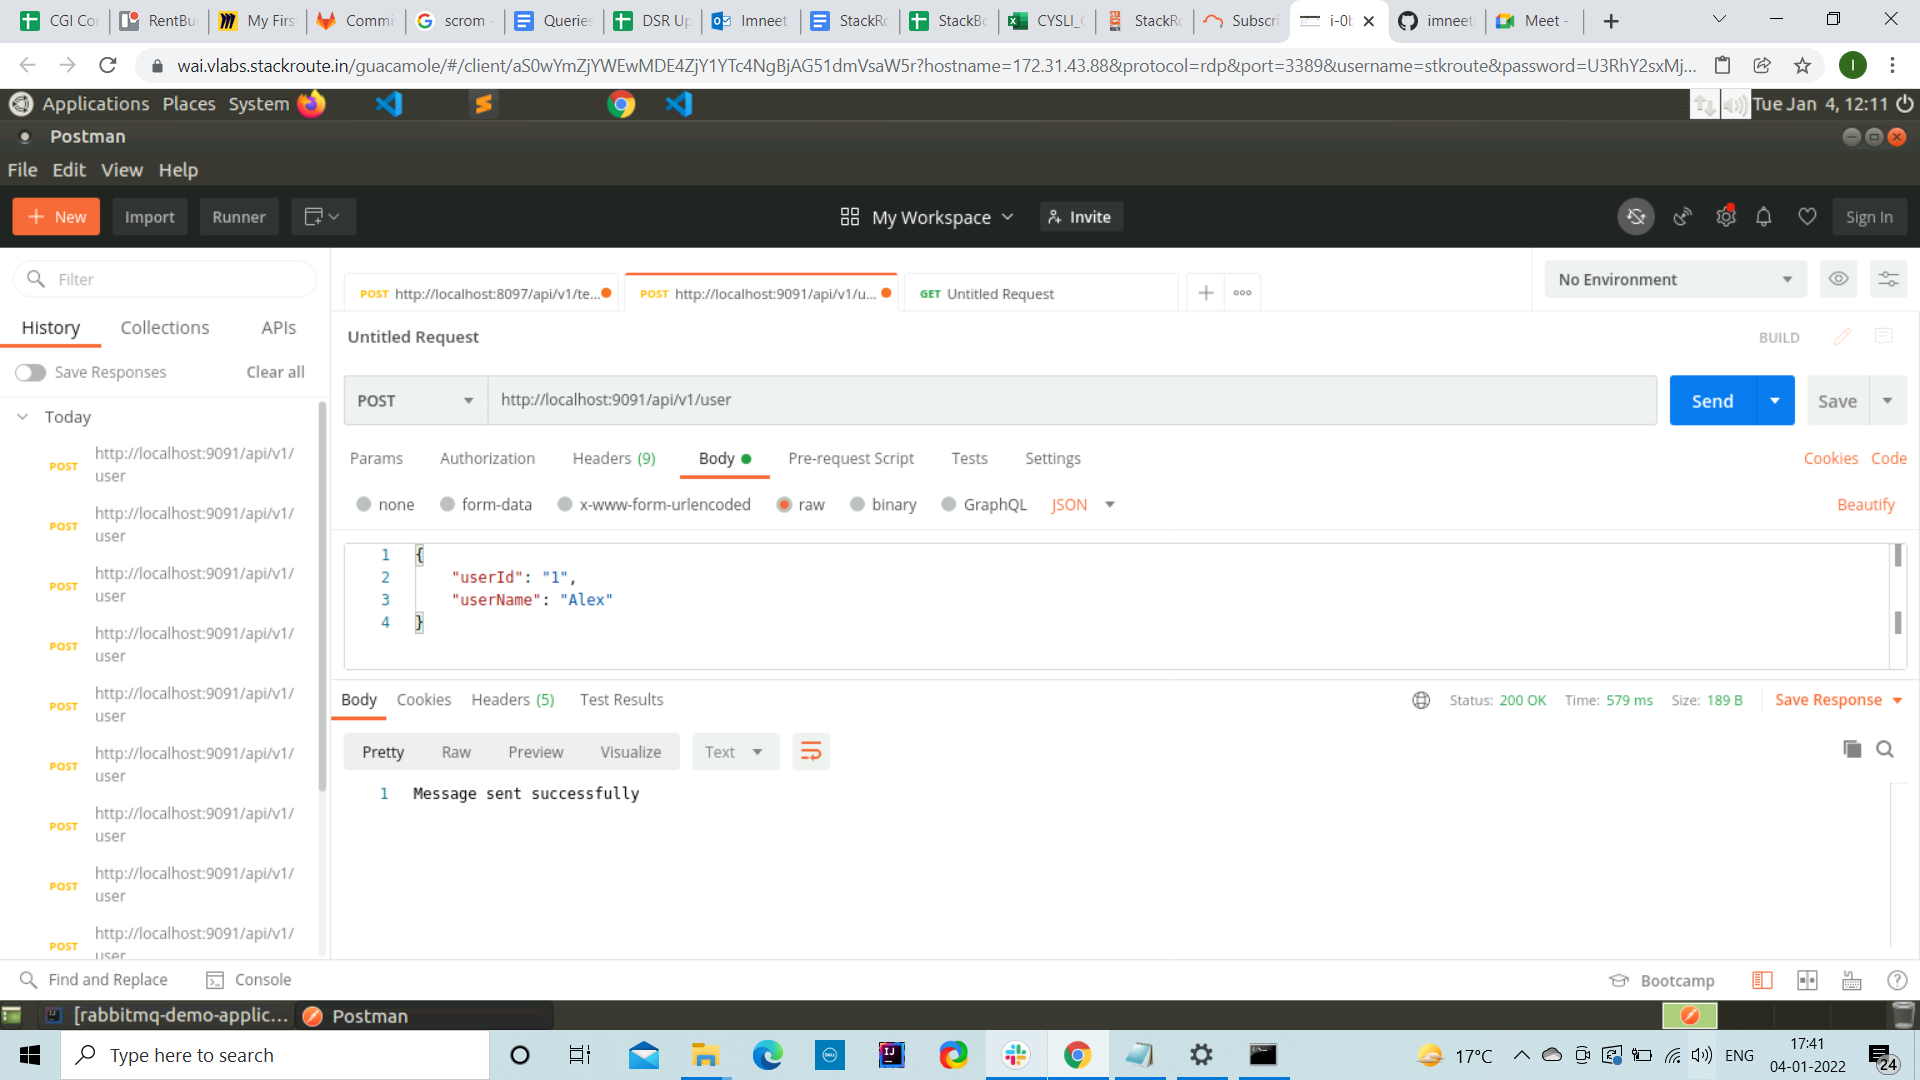 CGI Co
RentBu
My Firs
Commi
scrom -
Queries
DSR Up
Imneet
StackRo
StackBo
CYSLI_
StackRo
Subscri
i-0b
imneet
Meet -
wai.vlabs.stackroute.in/guacamole/#/client/aS0wYmZjYWEwMDE4ZjY1YTc4NgBjAG51dmVsaW5r?hostname=172.31.43.88&protocol=rdp&port=3389&username=stkroute&password=U3RhY2sxMj...
I
Applications Places System
Tue Jan 4, 12:11
Postman
File Edit View Help
New
Import
Runner
My Workspace
Invite
Sign In
Filter
POST http://localhost:8097/api/v1/te...
POST http://localhost:9091/api/v1/u...
GET Untitled Request
No Environment
History Collections APIs
Untitled Request
BUILD
Save Responses Clear all
POST http://localhost:9091/api/v1/user
Send
Save
Today
Params Authorization Headers (9) Body Pre-request Script Tests Settings
Cookies Code
none form-data x-www-form-urlencoded raw binary GraphQL JSON
Beautify
1 {
2 "userId": "1",
3 "userName": "Alex"
4 }
POST http://localhost:9091/api/v1/
user
POST http://localhost:9091/api/v1/
user
POST http://localhost:9091/api/v1/
user
POST http://localhost:9091/api/v1/
user
POST http://localhost:9091/api/v1/
user
POST http://localhost:9091/api/v1/
user
POST http://localhost:9091/api/v1/
user
POST http://localhost:9091/api/v1/
user
POST http://localhost:9091/api/v1/
user
Body Cookies Headers (5) Test Results
Status: 200 OK Time: 579 ms Size: 189 B
Save Response
Pretty Raw Preview Visualize Text
1 Message sent successfully
Find and Replace
Console
Bootcamp
[rabbitmq-demo-applic...
Postman
Type here to search
17°C
ENG
17:41
04-01-2022
24